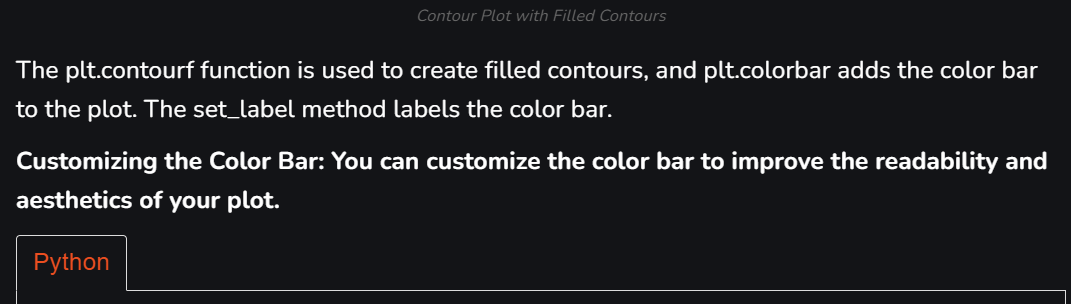 Contour Plot with Filled Contours
The plt.contourf function is used to create filled contours, and plt.colorbar adds the color bar
to the plot. The set_label method labels the color bar.
Customizing the Color Bar: You can customize the color bar to improve the readability and
aesthetics of your plot.
Python